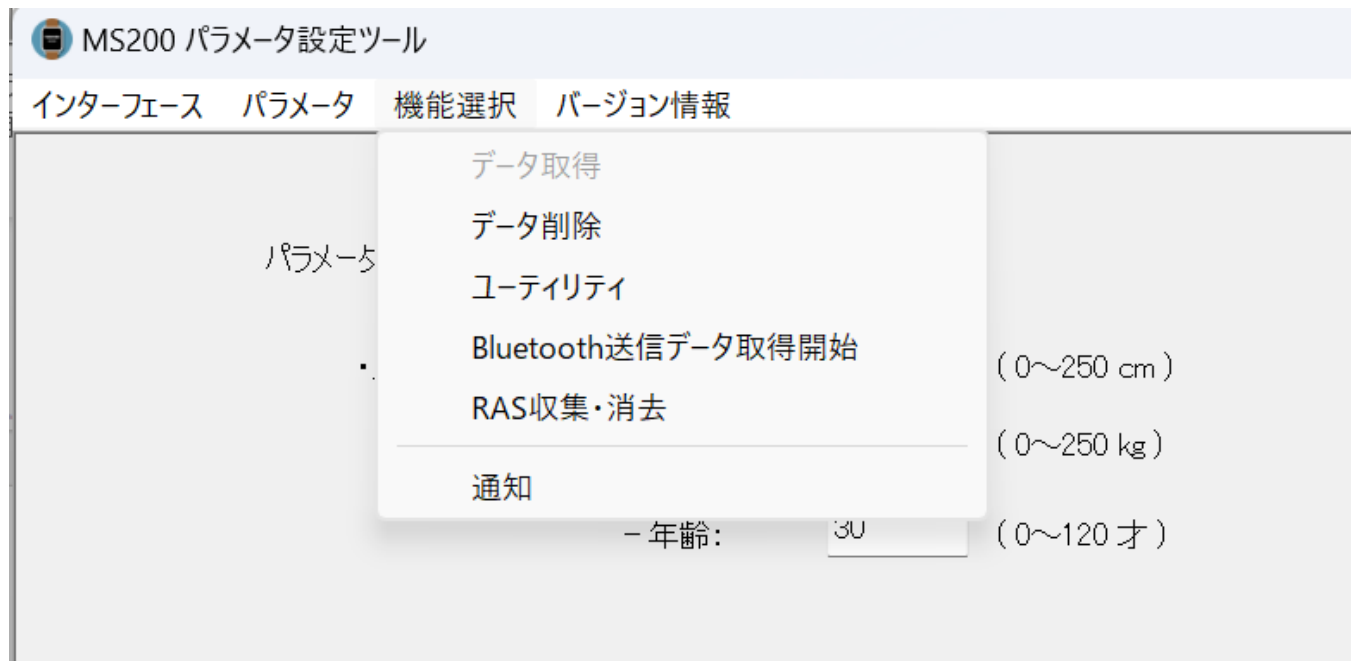 MS200 パラメータ設定ツール
インターフェース パラメータ 機能選択 バージョン情報
データ取得
データ削除
パラメータ
ユーティリティ
Bluetooth送信データ取得開始
(0～250 cm)
RAS収集・消去
(0～250 kg)
通知
－年齢: 30 (0～120 才)